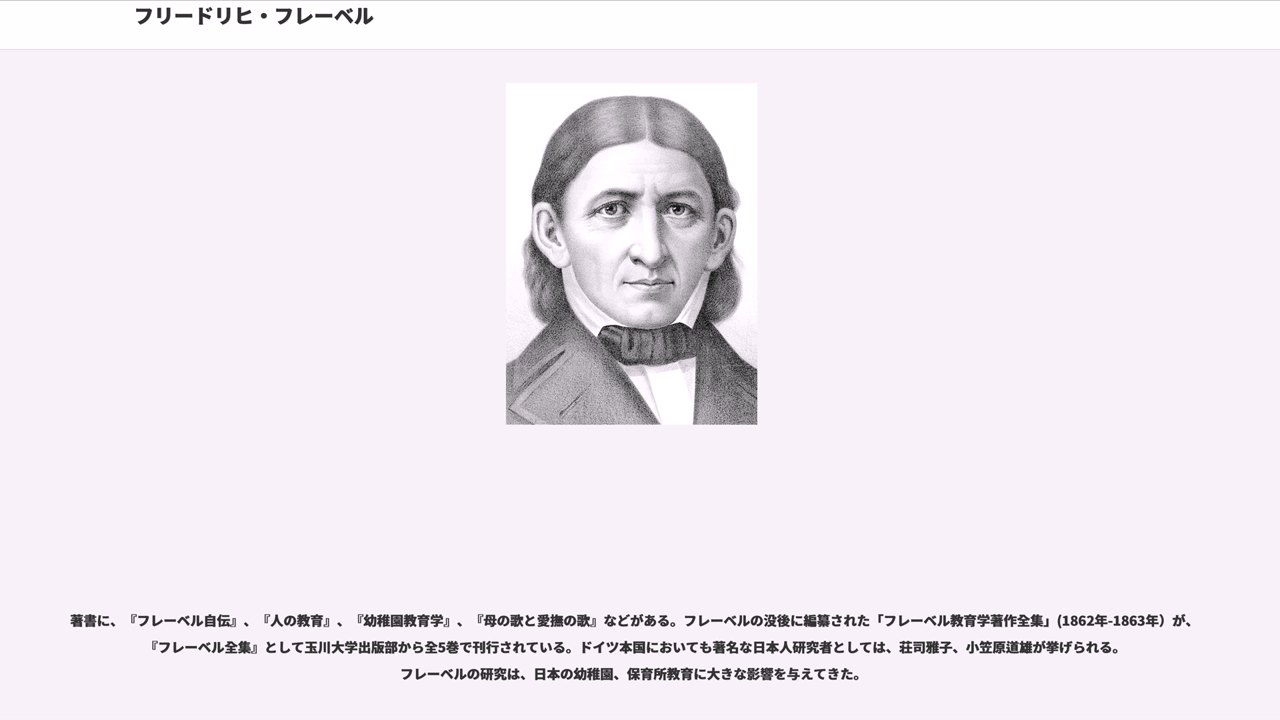 フリードリヒ・フレーベル
著書に、『フレーベル自伝』、『人の教育』、『幼稚園教育学』、『母の歌と愛撫の歌』などがある。フレーベルの没後に編纂された「フレーベル教育学著作全集」(1862年-1863年）が、
『フレーベル全集』として玉川大学出版部から全5巻で刊行されている。ドイツ本国においても著名な日本人研究者としては、荘司雅子、小笠原道雄が挙げられる。
フレーベルの研究は、日本の幼稚園、保育所教育に大きな影響を与えてきた。